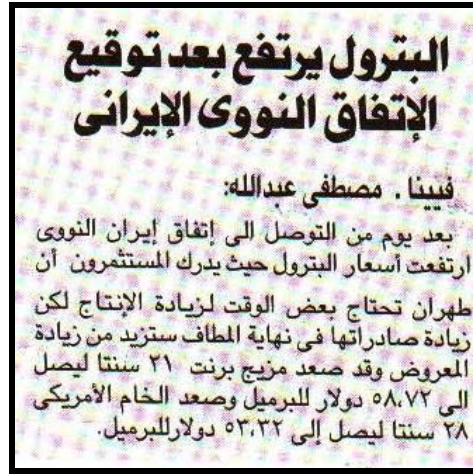 البترول يرتفع بعد توقيع
الإتفاق النووى الإيرانى
فيينا . مصطفى عبدالله:
بعد يوم من التوصل الى إتفاق إيران النووى
ارتفعت أسعار البترول حيث يدرك المستثمرون أن
طهران تحتاج بعض الوقت لزيادة الإنتاج لكن
زيادة صادراتها فى نهاية المطاف ستزيد من زيادة
المعروض وقد صعد مزيج برنت ٢١ سنتا ليصل
الى ٥٨,٧٢ دولار للبرميل وصعد الخام الأمريكى
٢٨ سنتا ليصل إلى ٥٣,٣٢ دولارللبرميل.